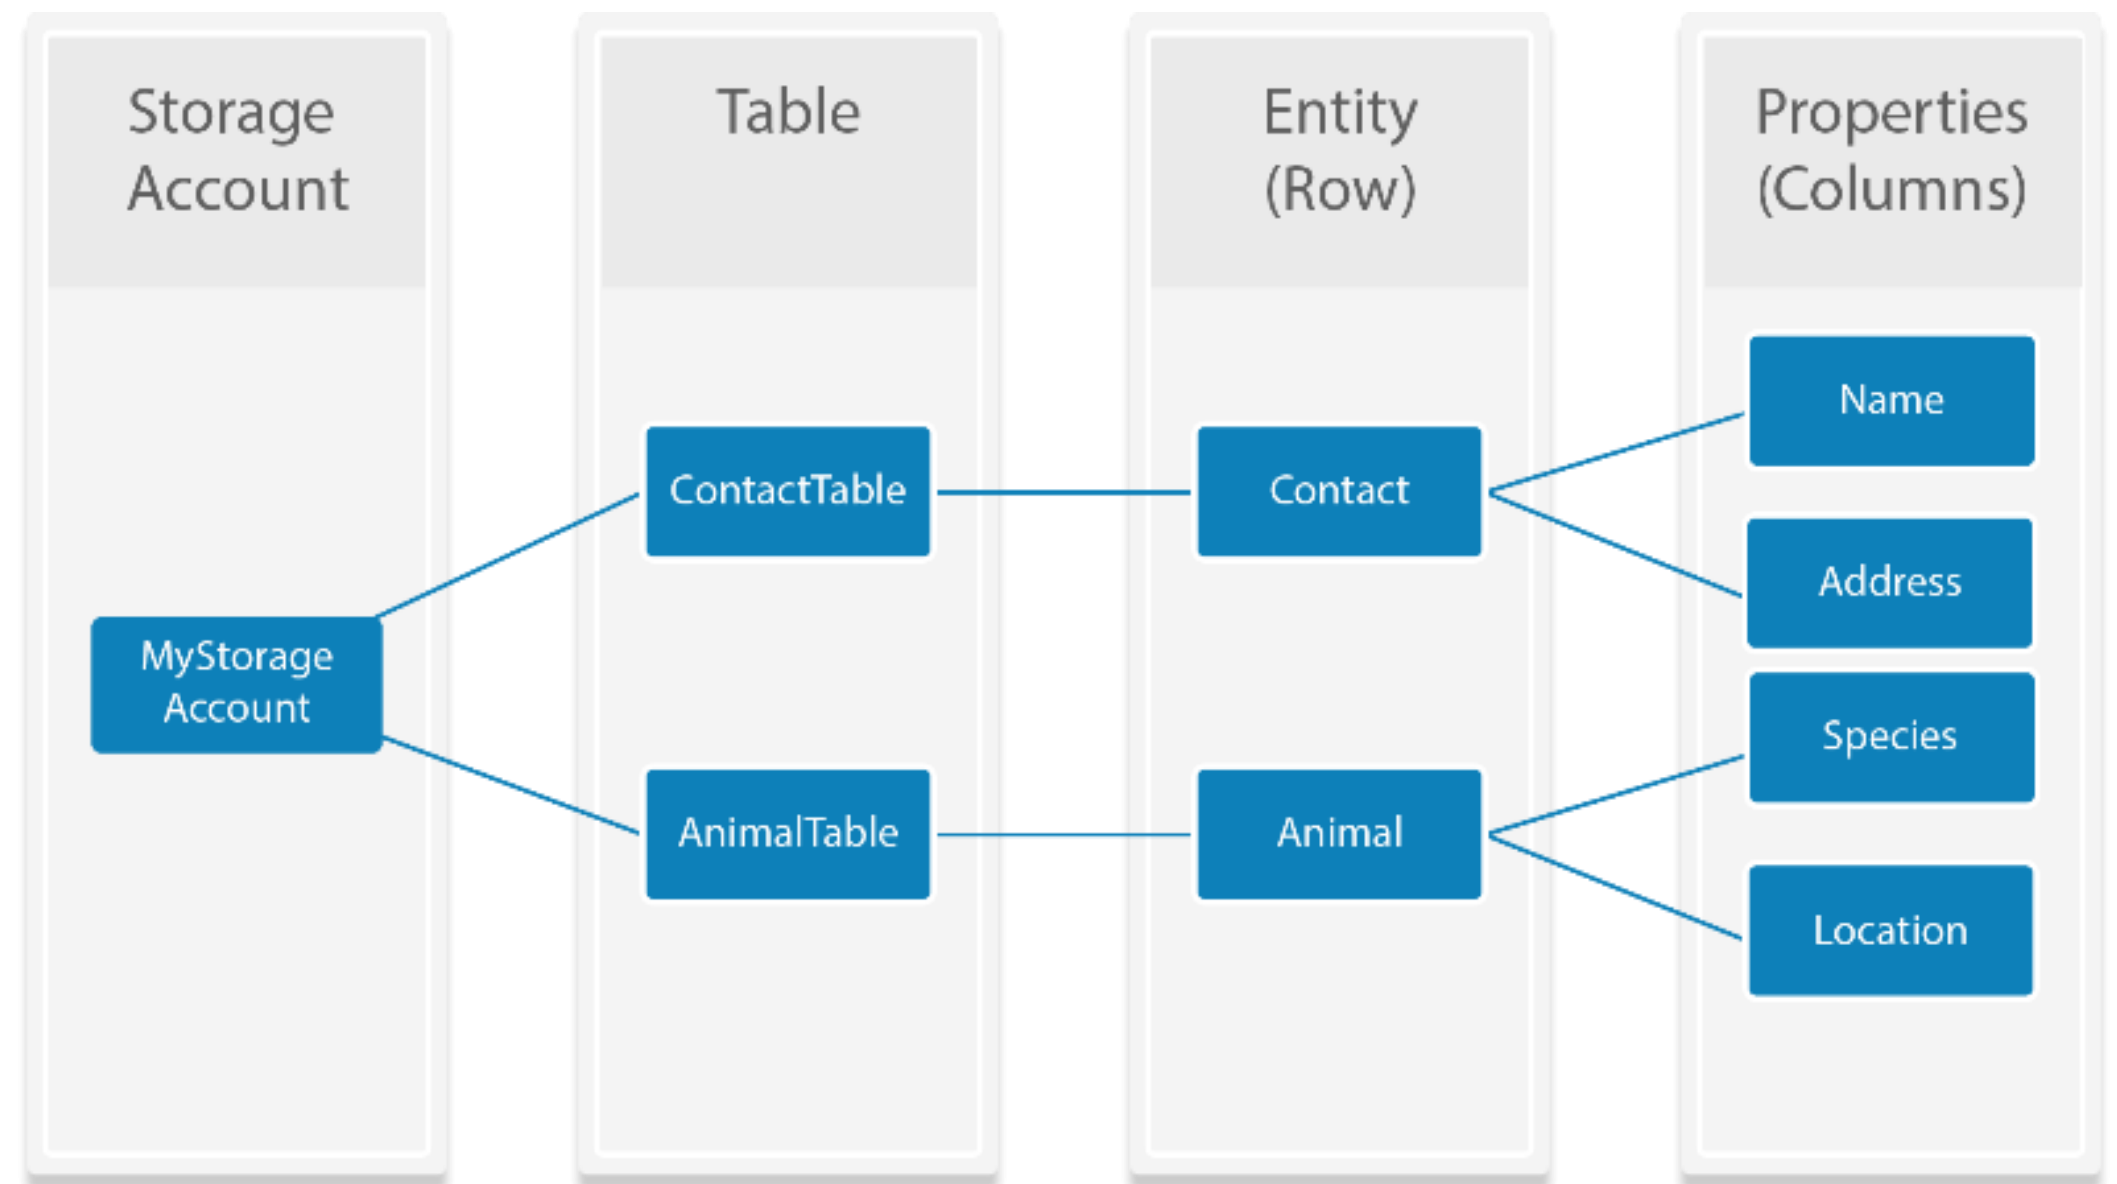 Storage
Account
Table
Entity
(Row)
Properties
(Columns)
MyStorage
Account
ContactTable
AnimalTable
Contact
Animal
Name
Address
Species
Location